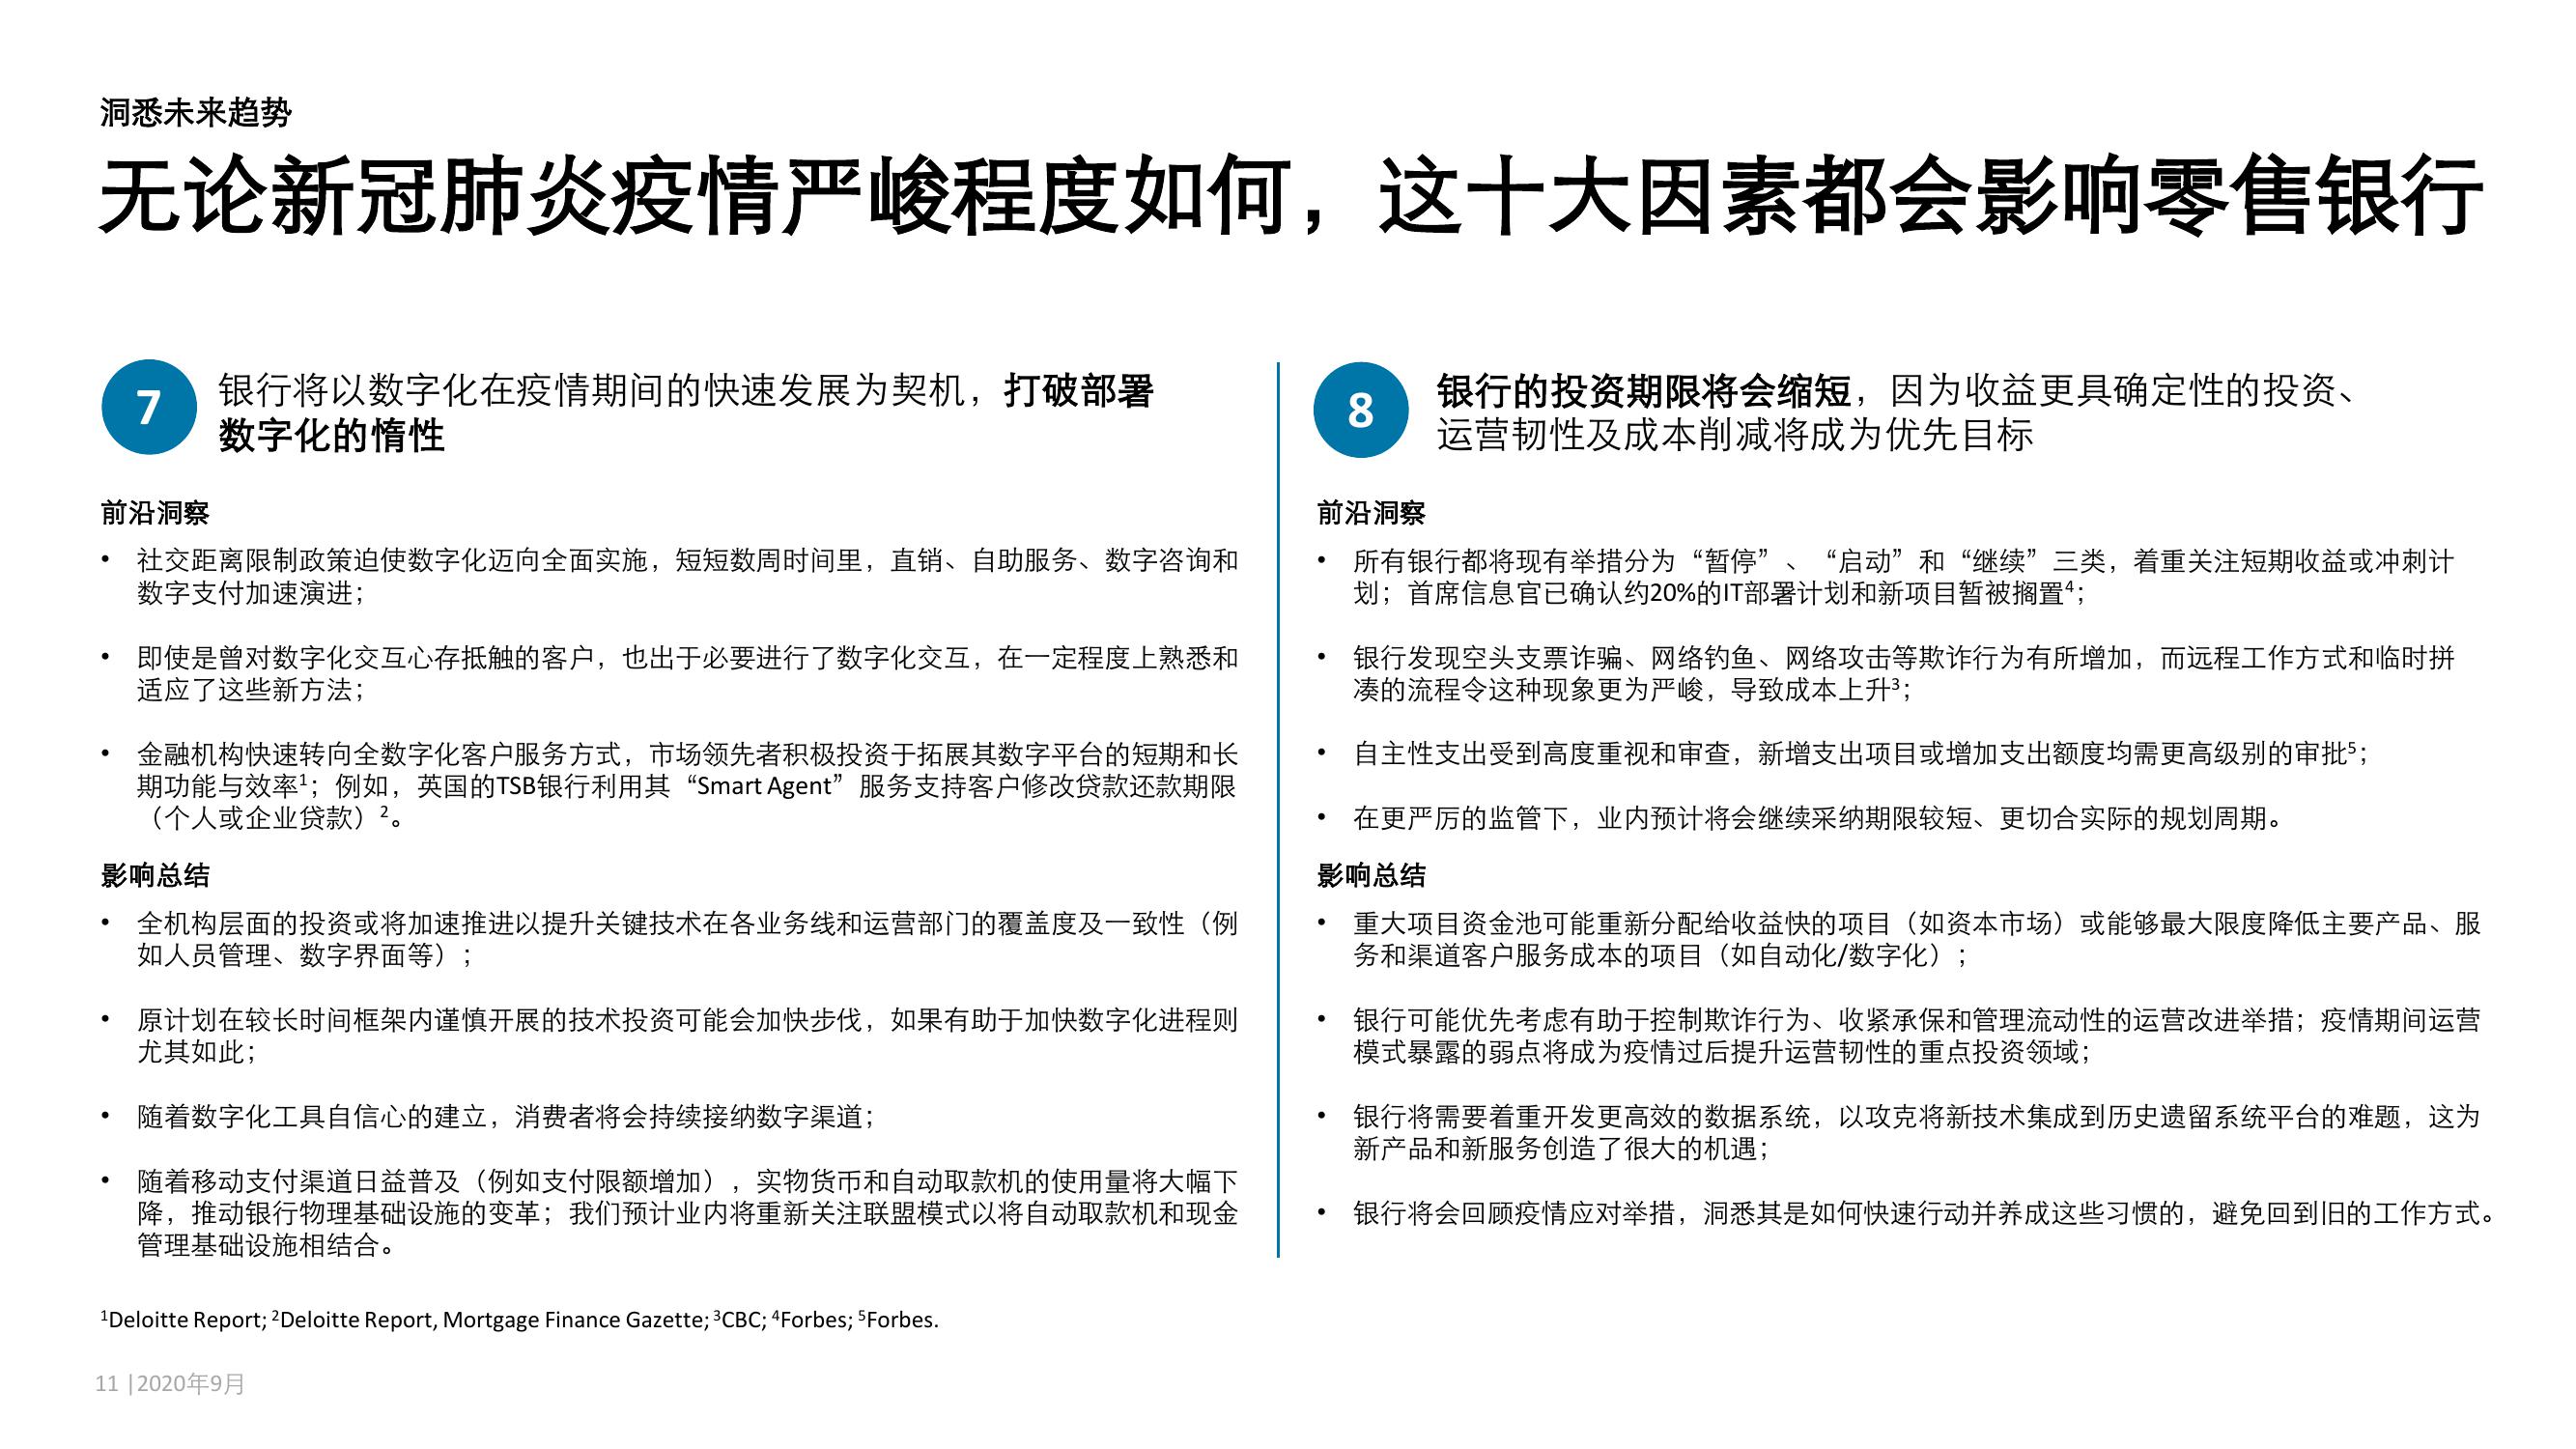 洞悉未来趋势
无论新冠肺炎疫情严峻程度如何，这十大因素都会影响零售银行
7
银行将以数字化在疫情期间的快速发展为契机，打破部署
数字化的惰性
前沿洞察
• 社交距离限制政策迫使数字化迈向全面实施，短短数周时间里，直销、自助服务、数字咨询和
数字支付加速演进；
• 即使是曾对数字化交互心存抵触的客户，也出于必要进行了数字化交互，在一定程度上熟悉和
适应了这些新方法；
• 金融机构快速转向全数字化客户服务方式，市场领先者积极投资于拓展其数字平台的短期和长
期功能与效率¹；例如，英国的TSB银行利用其“Smart Agent”服务支持客户修改贷款还款期限
（个人或企业贷款）²。
影响总结
• 全机构层面的投资或将加速推进以提升关键技术在各业务线和运营部门的覆盖度及一致性（例
如人员管理、数字界面等）；
• 原计划在较长时间框架内谨慎开展的技术投资可能会加快步伐，如果有助于加快数字化进程则
尤其如此；
• 随着数字化工具自信心的建立，消费者将会持续接纳数字渠道；
• 随着移动支付渠道日益普及（例如支付限额增加），实物货币和自动取款机的使用量将大幅下
降，推动银行物理基础设施的变革；我们预计业内将重新关注联盟模式以将自动取款机和现金
管理基础设施相结合。
8
银行的投资期限将会缩短，因为收益更具确定性的投资、
运营韧性及成本削减将成为优先目标
前沿洞察
• 所有银行都将现有举措分为“暂停”、“启动”和“继续”三类，着重关注短期收益或冲刺计
划；首席信息官已确认约20%的IT部署计划和新项目暂被搁置⁴；
• 银行发现空头支票诈骗、网络钓鱼、网络攻击等欺诈行为有所增加，而远程工作方式和临时拼
凑的流程令这种现象更为严峻，导致成本上升³；
• 自主性支出受到高度重视和审查，新增支出项目或增加支出额度均需更高级别的审批⁵；
• 在更严厉的监管下，业内预计将会继续采纳期限较短、更切合实际的规划周期。
影响总结
• 重大项目资金池可能重新分配给收益快的项目（如资本市场）或能够最大限度降低主要产品、服
务和渠道客户服务成本的项目（如自动化/数字化）；
• 银行可能优先考虑有助于控制欺诈行为、收紧承保和管理流动性的运营改进举措；疫情期间运营
模式暴露的弱点将成为疫情过后提升运营韧性的重点投资领域；
• 银行将需要着重开发更高效的数据系统，以攻克将新技术集成到历史遗留系统平台的难题，这为
新产品和新服务创造了很大的机遇；
• 银行将会回顾疫情应对举措，洞悉其是如何快速行动并养成这些习惯的，避免回到旧的工作方式。
¹Deloitte Report; ²Deloitte Report, Mortgage Finance Gazette; ³CBC; ⁴Forbes; ⁵Forbes.
11 |2020年9月